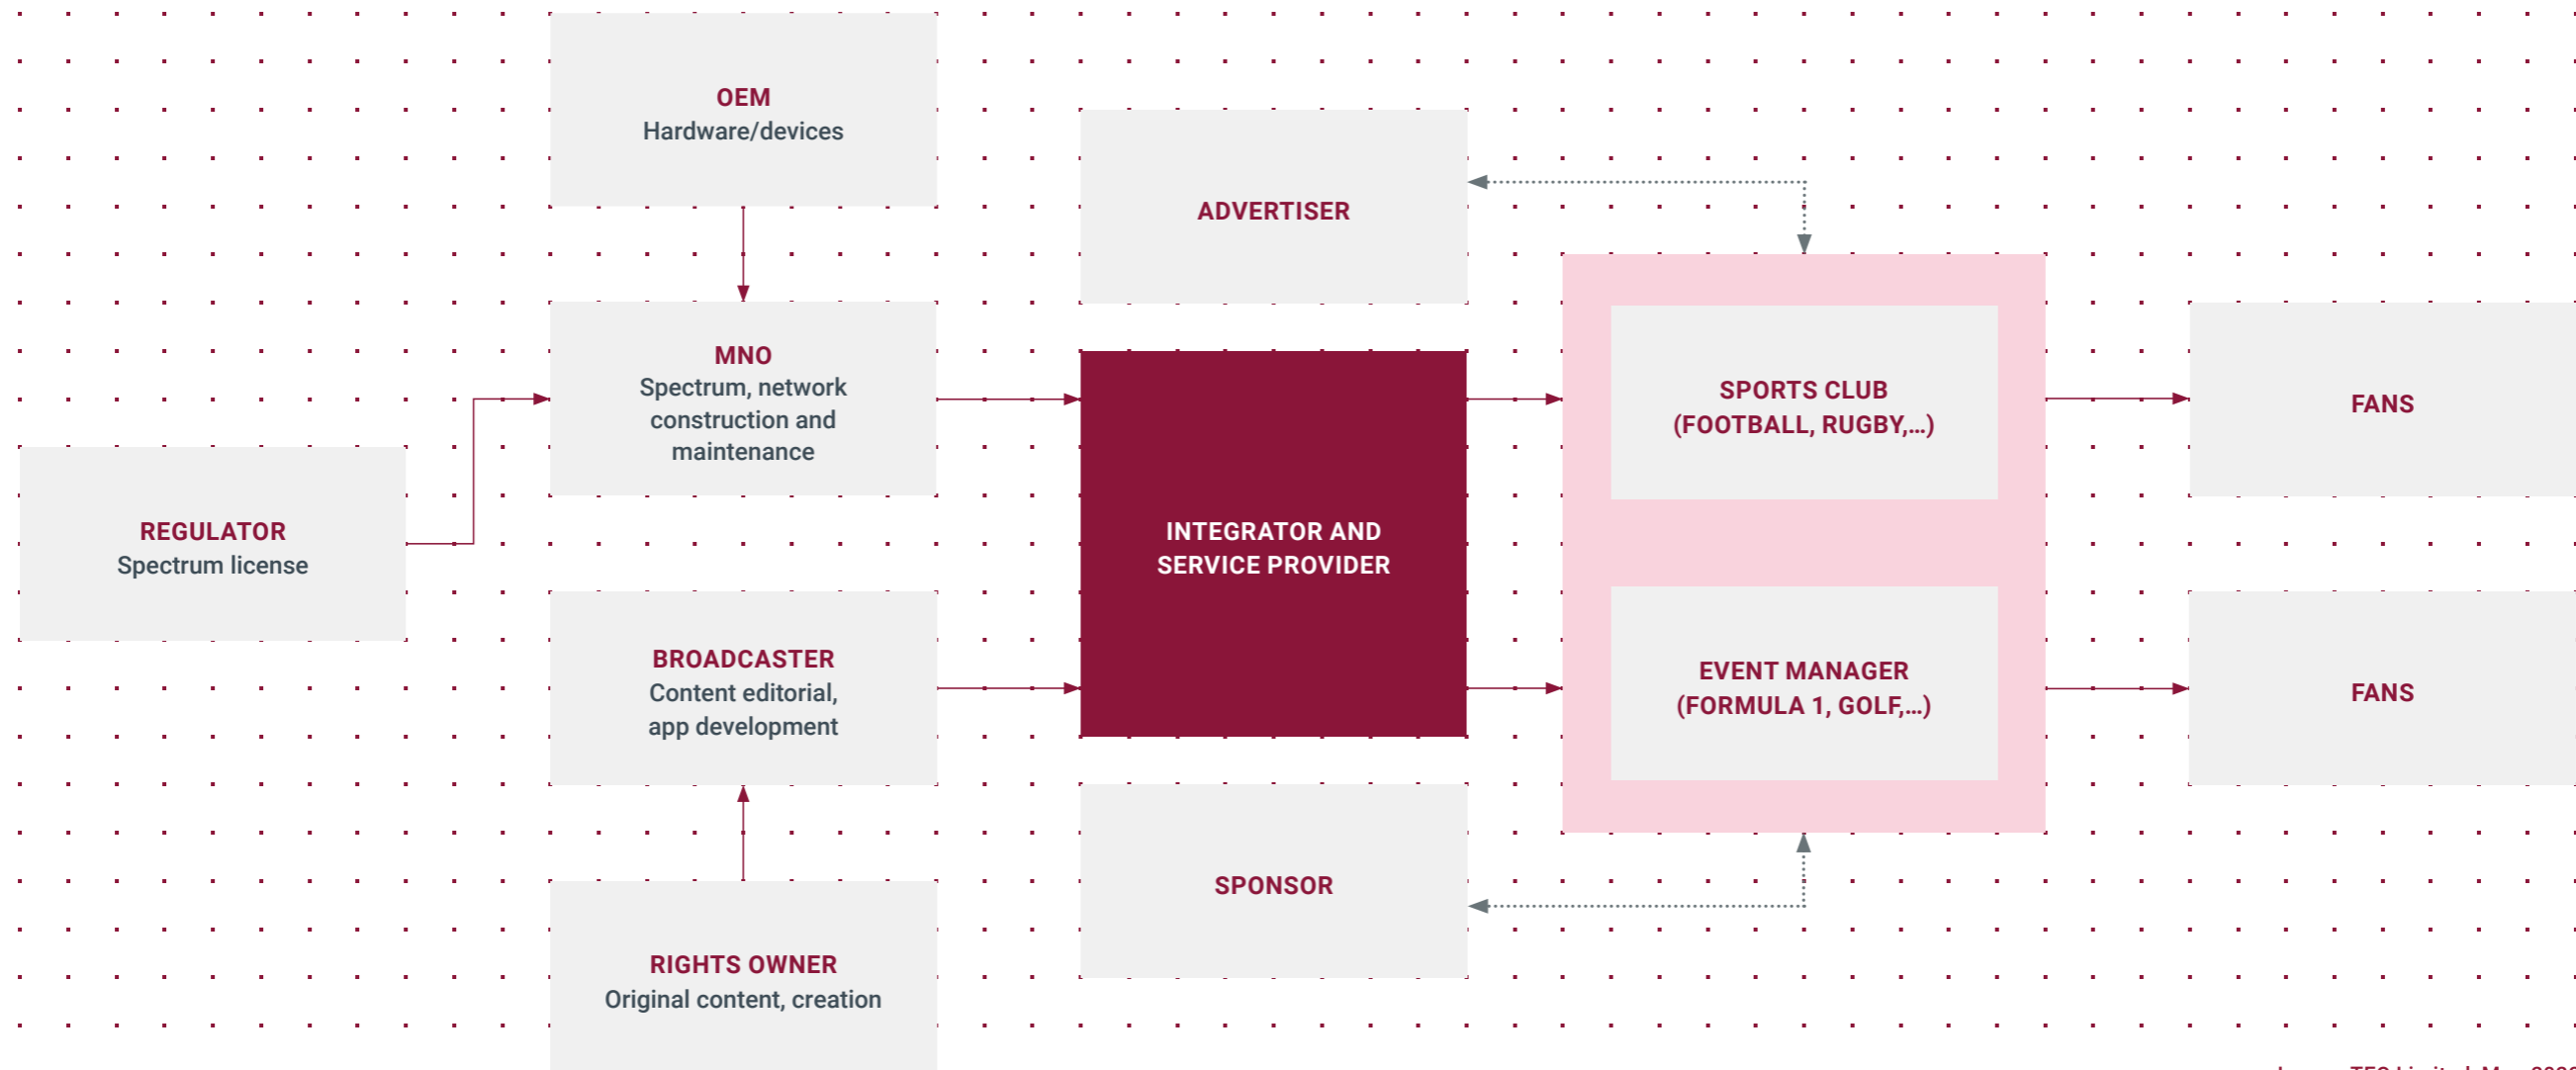 OEM
Hardware/devices
ADVERTISER
MNO
Spectrum, network
construction and
maintenance
SPORTS CLUB
(FOOTBALL, RUGBY,...)
FANS
REGULATOR
Spectrum license
INTEGRATOR AND
SERVICE PROVIDER
BROADCASTER
Content editorial,
app development
EVENT MANAGER
(FORMULA 1, GOLF,...)
FANS
SPONSOR
RIGHTS OWNER
Original content, creation